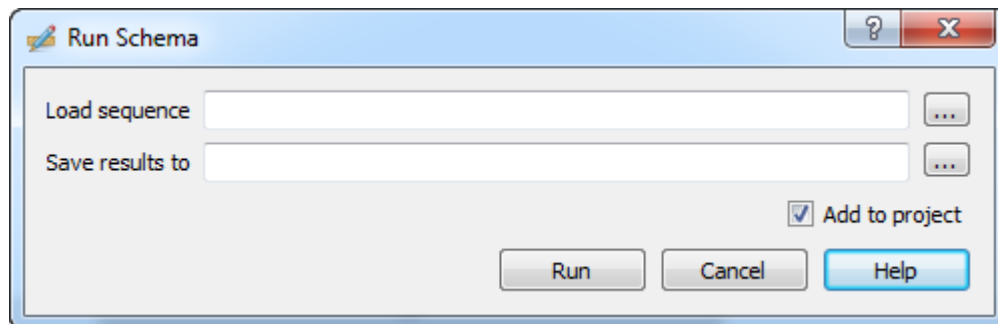 Run Schema
?
Load sequence
...
Save results to
...
Add to project
Run Cancel Help